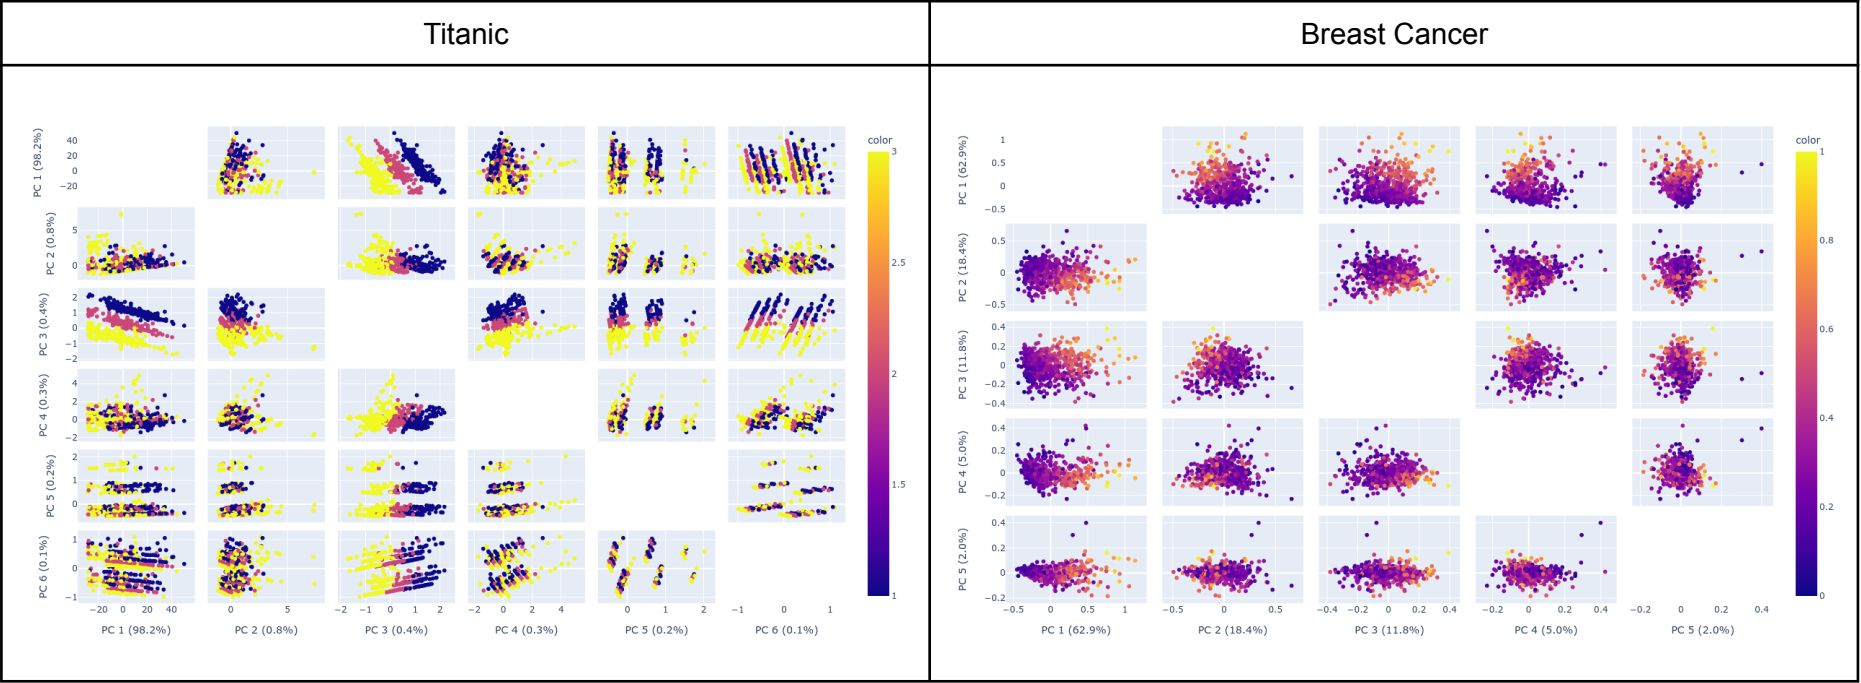 Titanic
PC 1 (98.2%)
40
20
0
−20
PC 2 (0.8%)
5
0
PC 3 (0.4%)
2
1
0
−1
−2
PC 4 (0.3%)
4
2
0
−2
PC 5 (0.2%)
2
1
0
PC 6 (0.1%)
1
0
−1
−20 0 20 40
0 5
−2 −1 0 1 2
−2 0 2 4
0 1 2
−1 0 1
PC 1 (98.2%) PC 2 (0.8%) PC 3 (0.4%) PC 4 (0.3%) PC 5 (0.2%) PC 6 (0.1%)
color
3
2.5
2
1.5
1
Breast Cancer
PC 1 (62.9%)
1
0.5
0
−0.5
PC 2 (18.4%)
0.5
0
−0.5
PC 3 (11.8%)
0.4
0.2
0
−0.2
−0.4
PC 4 (5.0%)
0.4
0.2
0
−0.2
PC 5 (2.0%)
0.4
0.2
0
−0.2
−0.5 0 0.5 1
−0.5 0 0.5
−0.4 −0.2 0 0.2 0.4
−0.2 0 0.2 0.4
−0.2 0 0.2 0.4
PC 1 (62.9%) PC 2 (18.4%) PC 3 (11.8%) PC 4 (5.0%) PC 5 (2.0%)
color
1
0.8
0.6
0.4
0.2
0